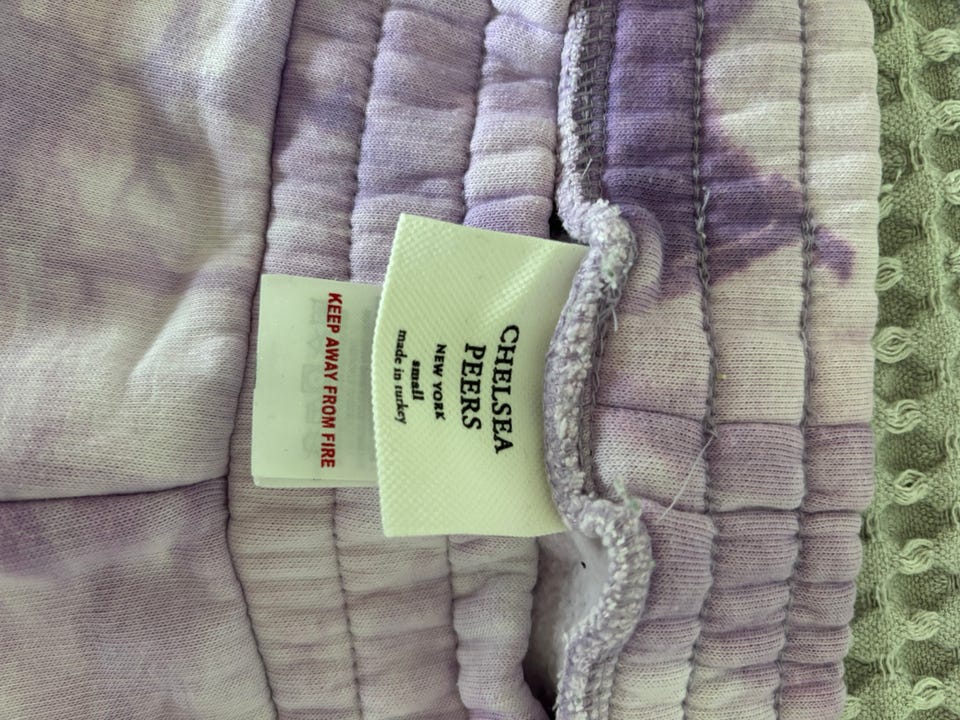 CHELSEA
PEERS
NEW YORK
small
made in turkey
KEEP AWAY FROM FIRE